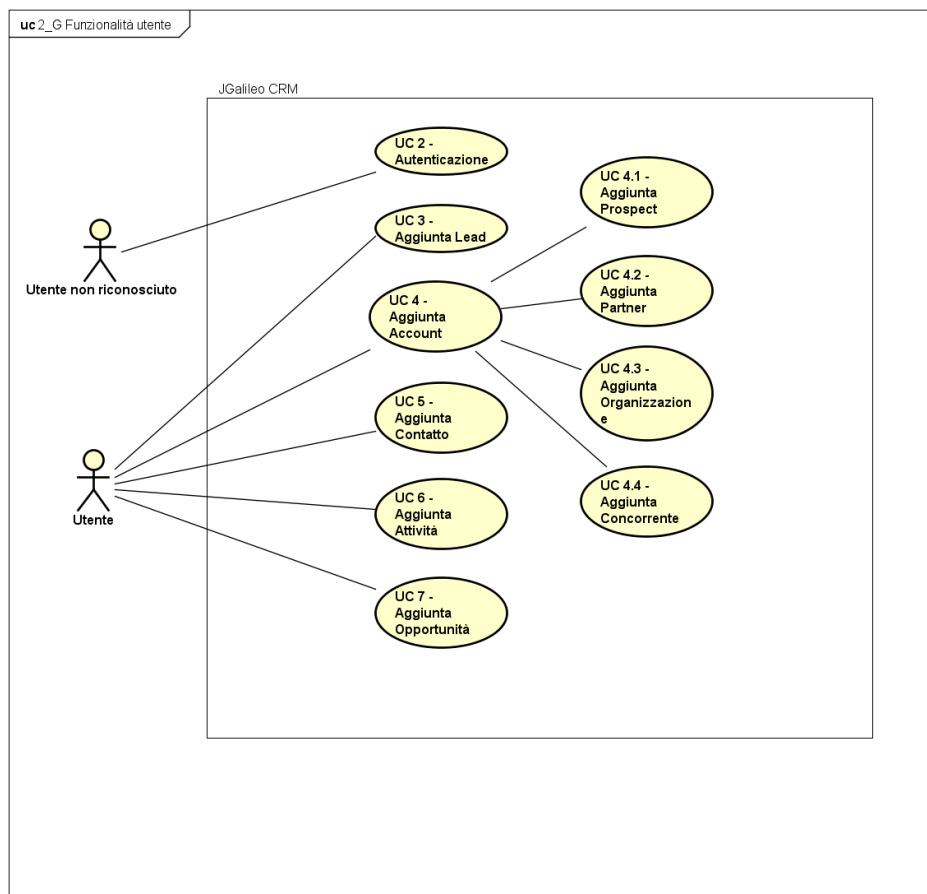 uc 2_G Funzionalità utente
JGalileo CRM
UC 2 -
Autenticazione
UC 3 -
Aggiunta Lead
UC 4 -
Aggiunta
Account
UC 5 -
Aggiunta
Contatto
UC 6 -
Aggiunta
Attività
UC 7 -
Aggiunta
Opportunità
UC 4.1 -
Aggiunta
Prospect
UC 4.2 -
Aggiunta
Partner
UC 4.3 -
Aggiunta
Organizzazion
e
UC 4.4 -
Aggiunta
Concorrente
Utente non riconosciuto
Utente